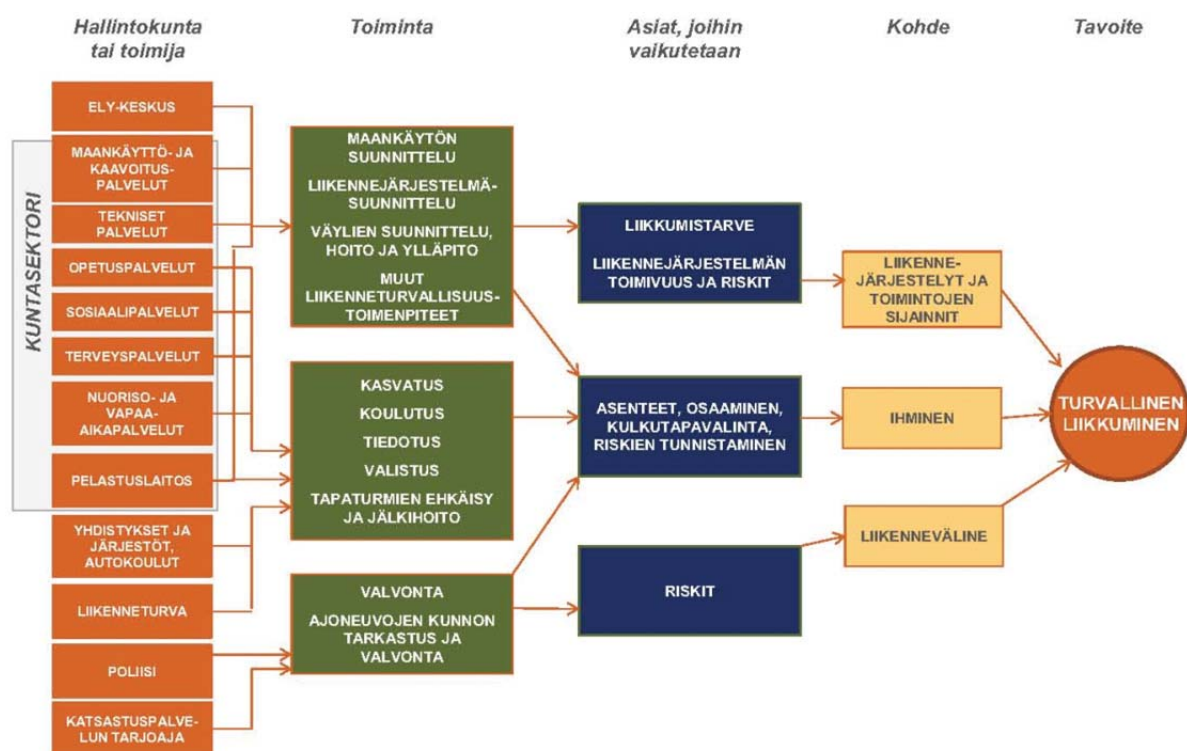 Hallintokunta
tai toimija
Toiminta
Asiat, joihin
vaikutetaan
Kohde
Tavoite
KUNTASEKTORI
ELY-KESKUS
MAANKÄYTTÖ- JA
KAAVOITUS-
PALVELUT
TEKNISET
PALVELUT
OPETUSPALVELUT
SOSIAALIPALVELUT
TERVEYSPALVELUT
NUORISO- JA
VAPAA-
AIKAPALVELUT
PELASTUSLAITOS
YHDISTYKSET JA
JÄRJESTÖT,
AUTOKOULUT
LIIKENNETURVA
POLIISI
KATSASTUSPALVE-
LUN TARJOAJA
MAANKÄYTÖN
SUUNNITTELU
LIIKENNEJÄRJESTELMÄ-
SUUNNITTELU
VÄYLIEN SUUNNITTELU,
HOITO JA YLLÄPITO
MUUT
LIIKENNETURVALLISUUS-
TOIMENPITEET
KASVATUS
KOULUTUS
TIEDOTUS
VALISTUS
TAPATURMIEN EHKÄISY
JA JÄLKIHOITO
VALVONTA
AJONEUVOJEN KUNNON
TARKASTUS JA
VALVONTA
LIIKKUMISTARVE
LIIKENNEJÄRJESTELMÄN
TOIMIVUUS JA RISKIT
ASENTEET, OSAAMINEN,
KULKUTAPAVALINTA,
RISKIEN TUNNISTAMINEN
RISKIT
LIIKENNE-
JÄRJESTELYT JA
TOIMINTOJEN
SIJAINNIT
IHMINEN
LIIKENNEVÄLINE
TURVALLINEN
LIIKKUMINEN